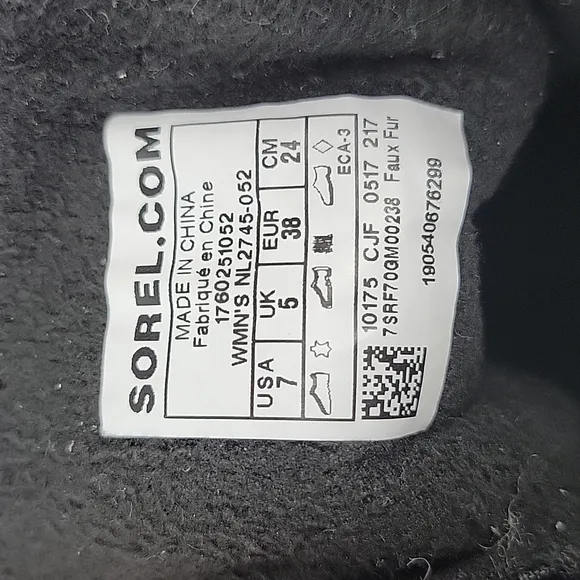 SOREL.COM
MADE IN CHINA
Fabriqué en Chine
1760251052
WMN'S NL2745-052
USA UK EUR CM
7 5 38 24
ECA-3
10175 CJF 0517 217
7SRF70GMI00238 Faux Fur
190540676299